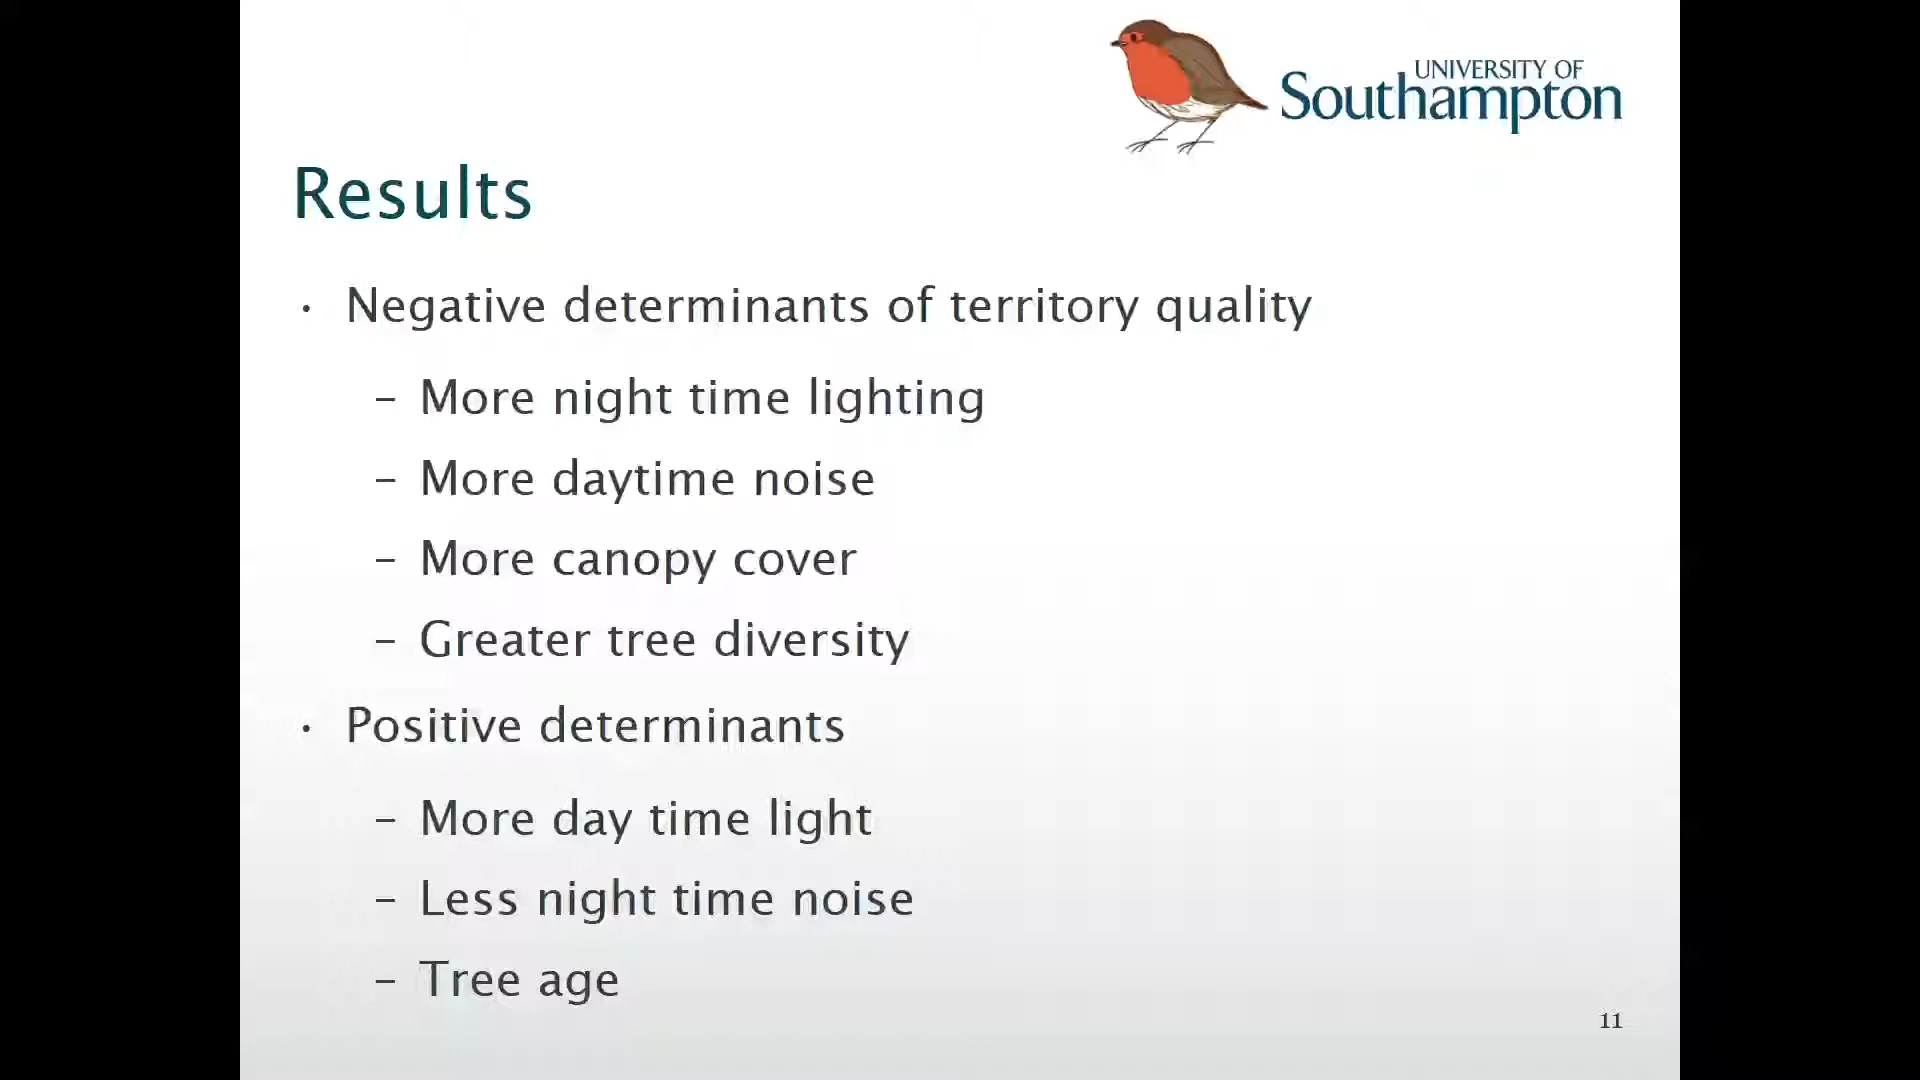 UNIVERSITY OF
Southampton
Results
• Negative determinants of territory quality
– More night time lighting
– More daytime noise
– More canopy cover
– Greater tree diversity
• Positive determinants
– More day time light
– Less night time noise
– Tree age
11